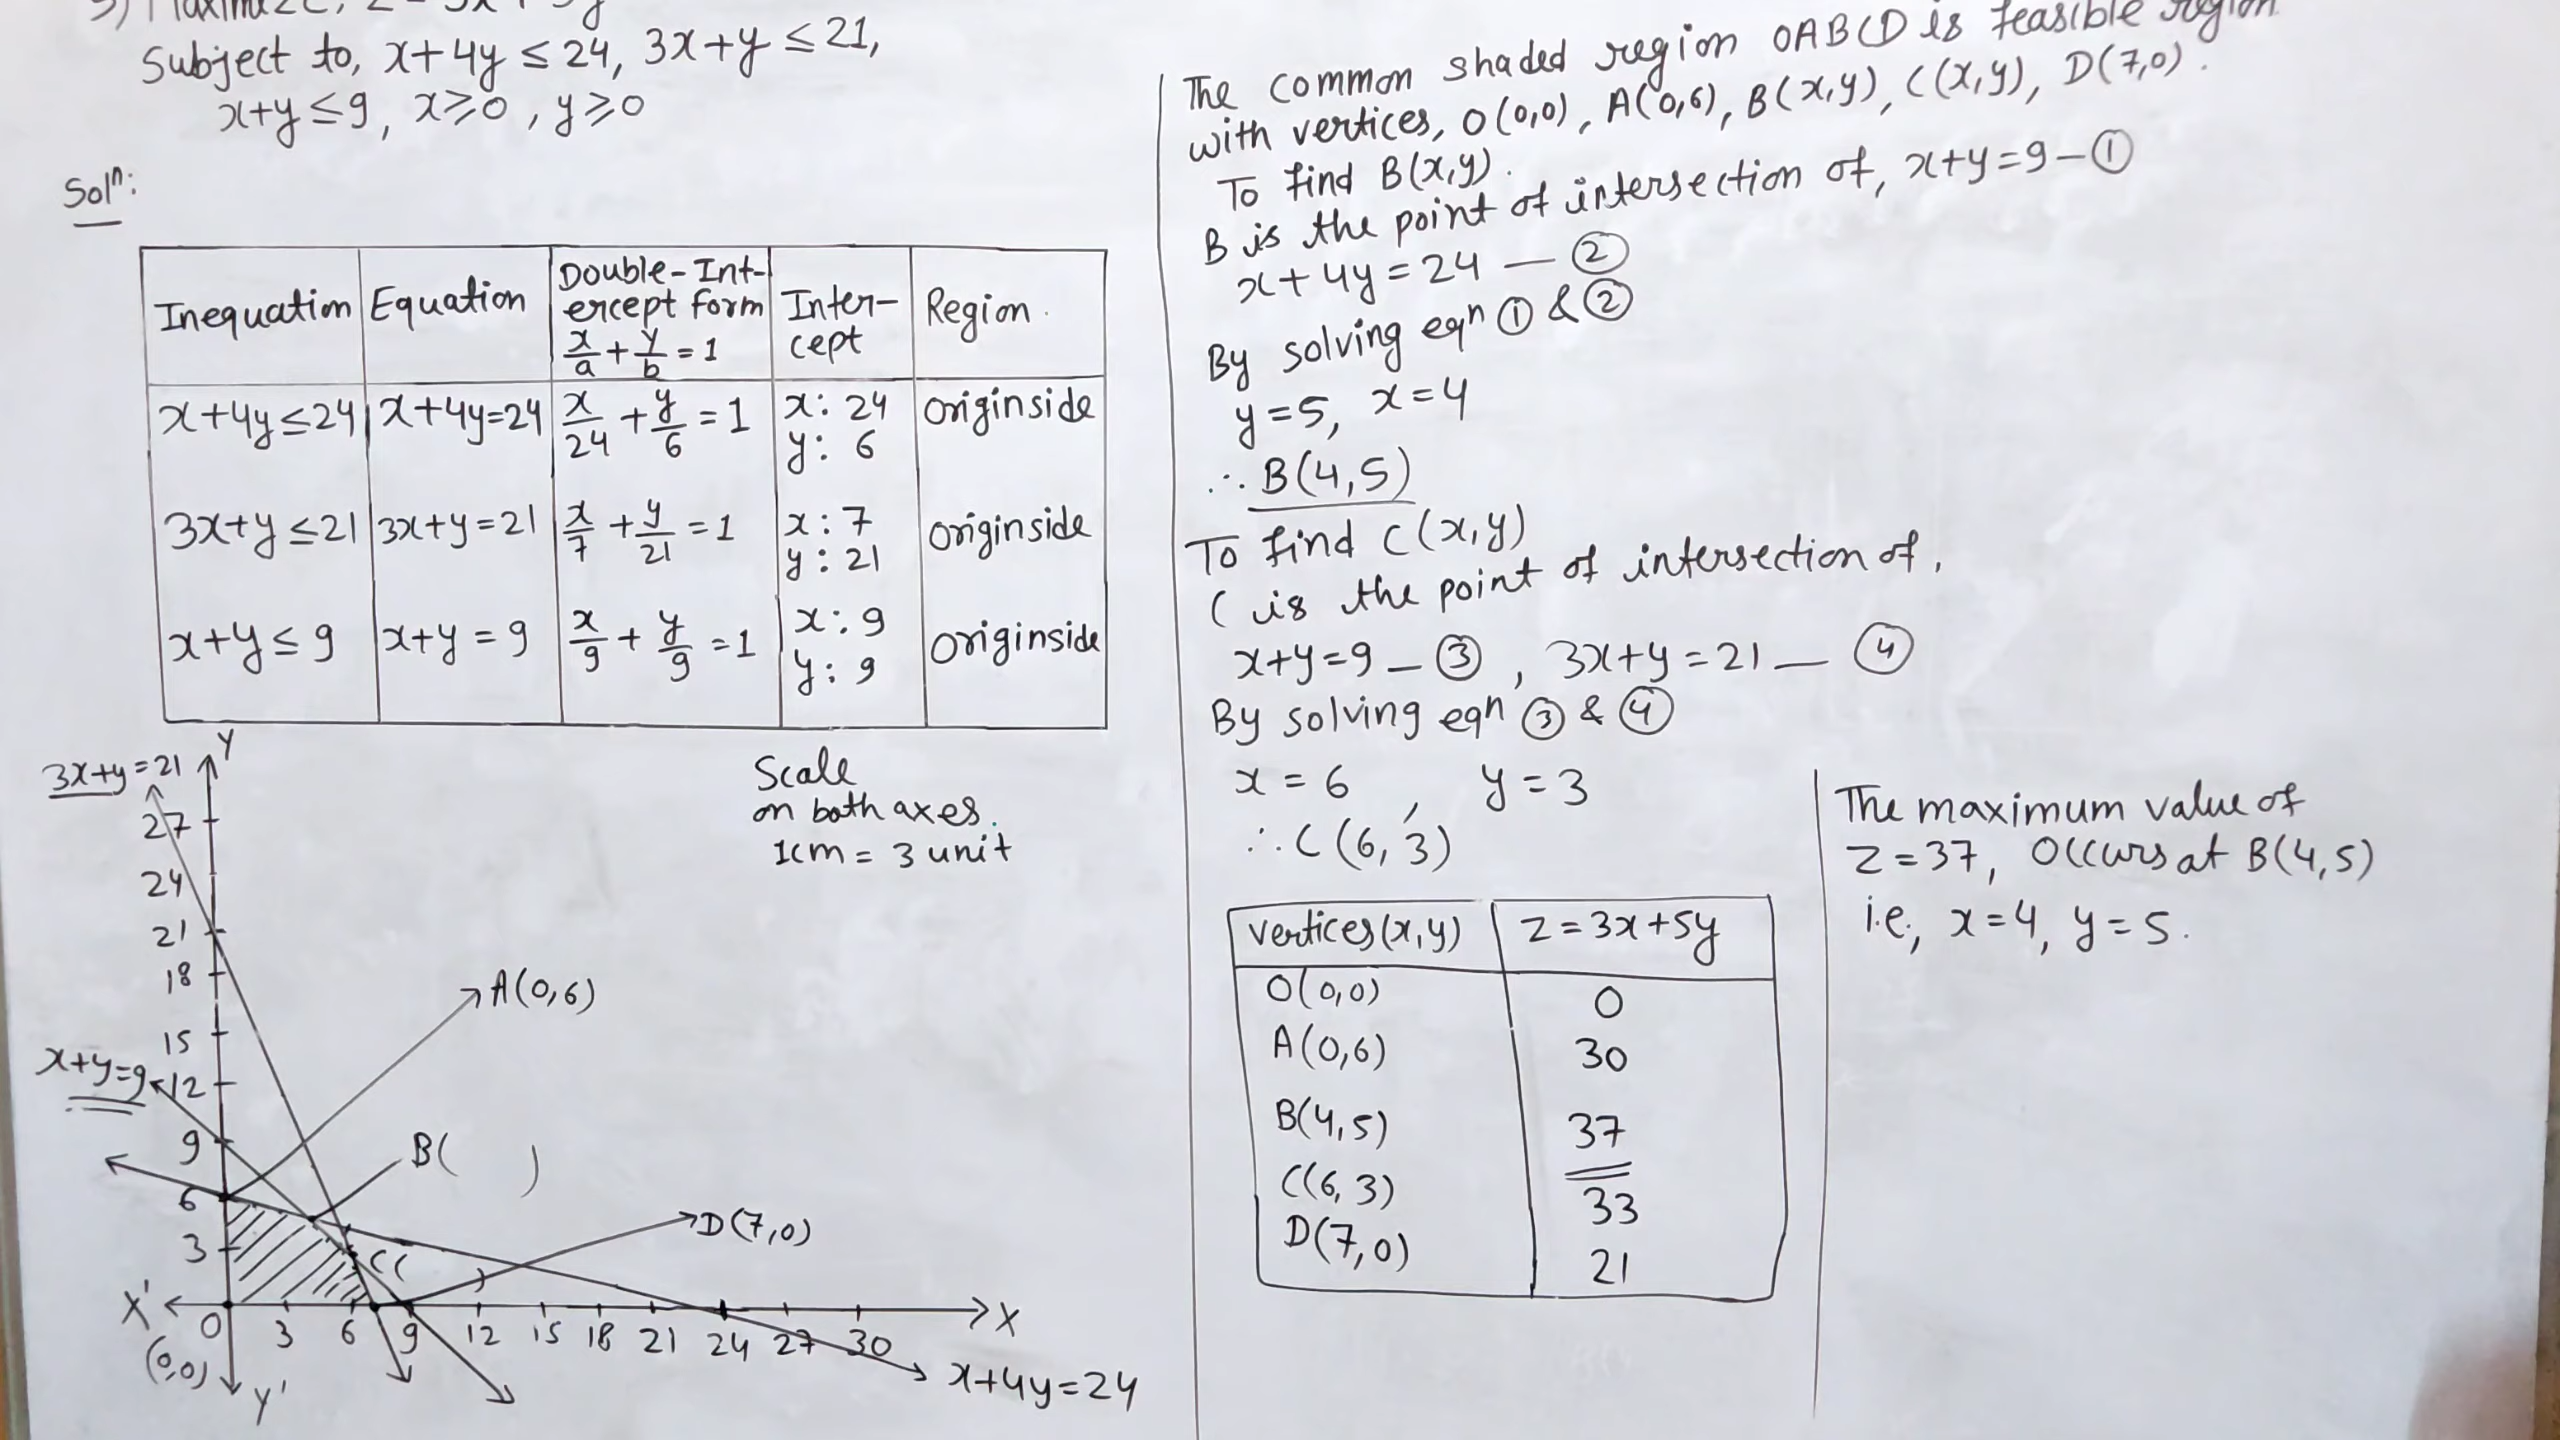 3) Maximize, z = 3x + 5y
Subject to, x+4y ≤ 24, 3x+y ≤ 21,
x+y ≤ 9, x ≥ 0, y ≥ 0
Solⁿ:
Inequation | Equation | Double-Intercept form x/a + y/b = 1 | Inter-cept | Region.
x+4y ≤ 24 | x+4y=24 | x/24 + y/6 = 1 | x: 24 y: 6 | originside
3x+y ≤ 21 | 3x+y=21 | x/7 + y/21 = 1 | x: 7 y: 21 | originside
x+y ≤ 9 | x+y = 9 | x/9 + y/9 = 1 | x: 9 y: 9 | originside
Scale
on both axes.
1cm = 3 unit
Y
3x+y=21
27
24
21
18
15
x+y=9
12
9
6
3
A(0,6)
B( )
C( )
D(7,0)
X' O 3 6 9 12 15 18 21 24 27 30 X
(0,0)
Y'
x+4y=24
The common shaded region OABCD is feasible region
with vertices, O(0,0), A(0,6), B(x,y), C(x,y), D(7,0).
To find B(x,y).
B is the point of intersection of, x+y=9 – ①
x+4y=24 — ②
By solving eqⁿ ① & ②
y=5, x=4
∴ B(4,5)
To find C(x,y)
C is the point of intersection of,
x+y=9 – ③, 3x+y=21 — ④
By solving eqⁿ ③ & ④
x = 6, y = 3
∴ C(6,3)
vertices(x,y) | z=3x+5y
O(0,0) | 0
A(0,6) | 30
B(4,5) | 37
C(6,3) | 33
D(7,0) | 21
The maximum value of
z=37, Occurs at B(4,5)
i.e., x=4, y=5.